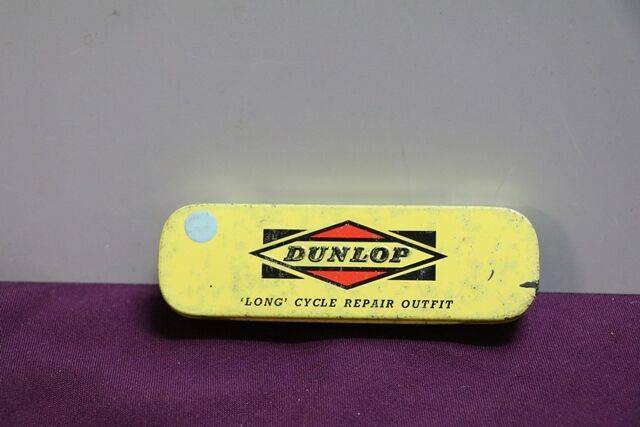 DUNLOP
'LONG' CYCLE REPAIR OUTFIT